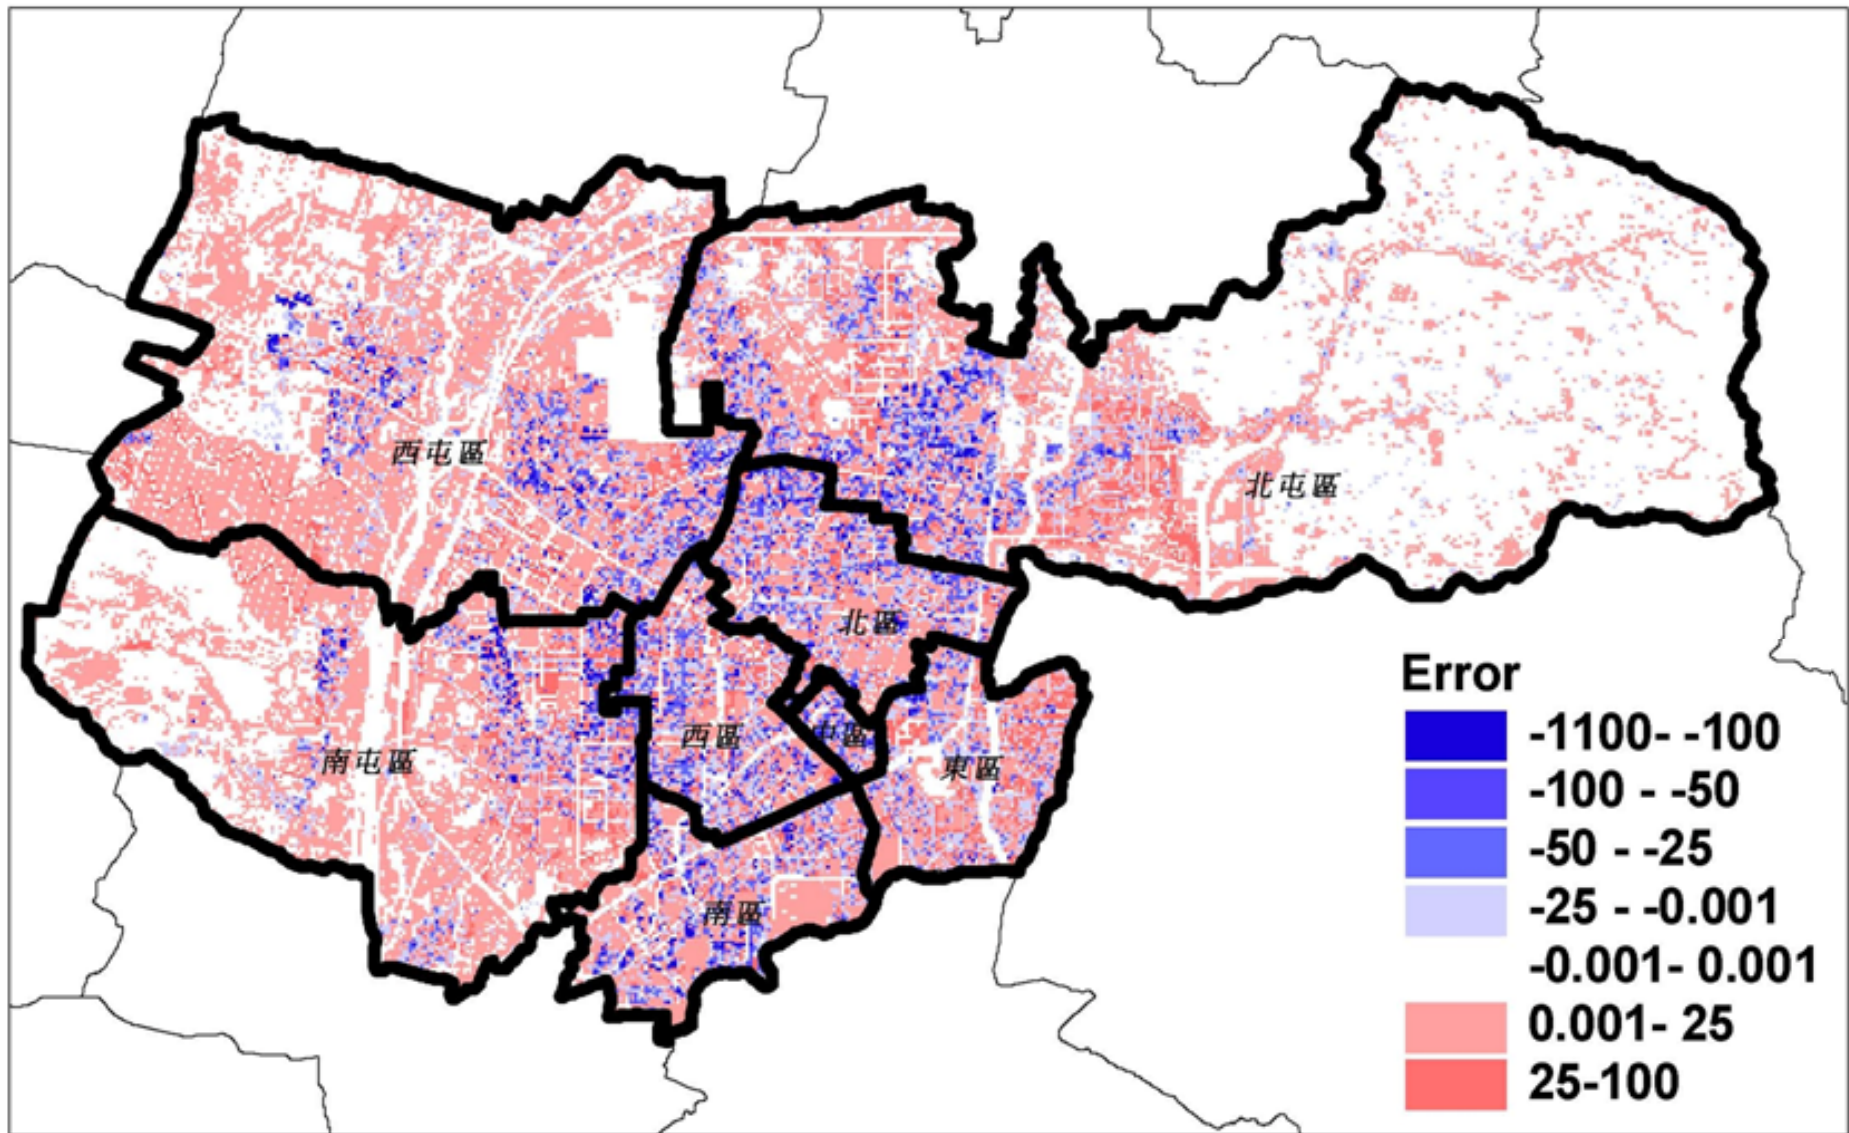 西屯區
北屯區
北區
西區
中區
東區
南屯區
南區
Error
-1100- -100
-100 - -50
-50 - -25
-25 - -0.001
-0.001- 0.001
0.001- 25
25-100